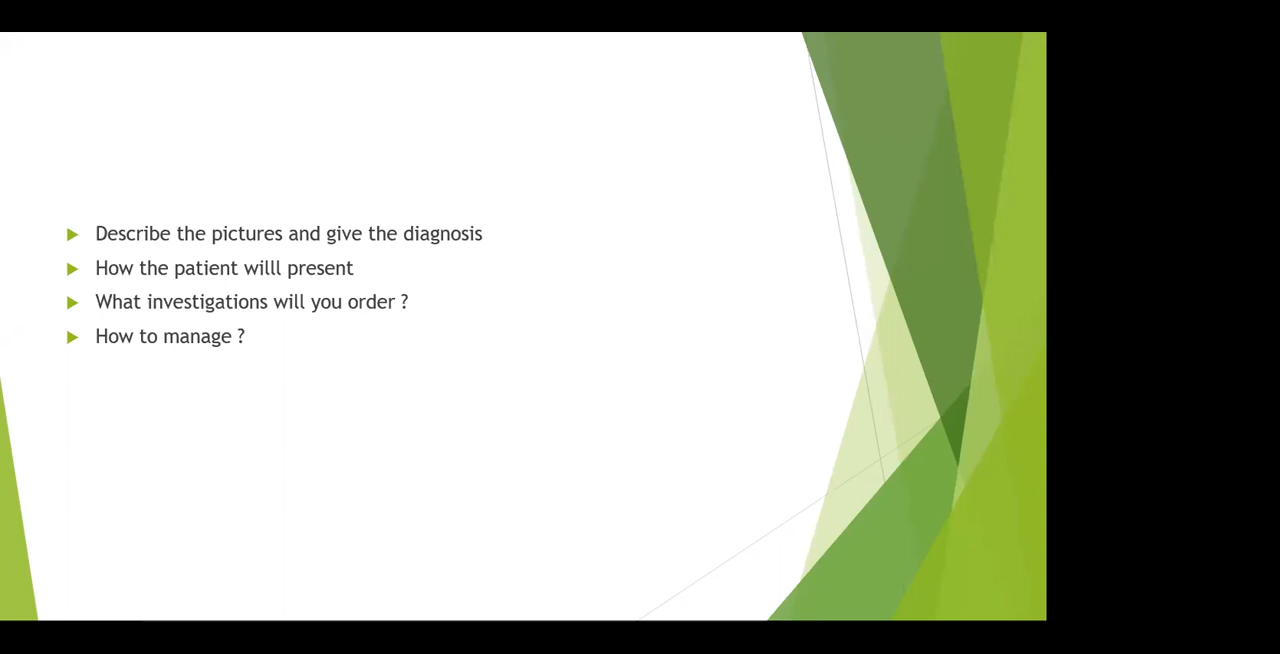 Describe the pictures and give the diagnosis
How the patient willl present
What investigations will you order ?
How to manage ?